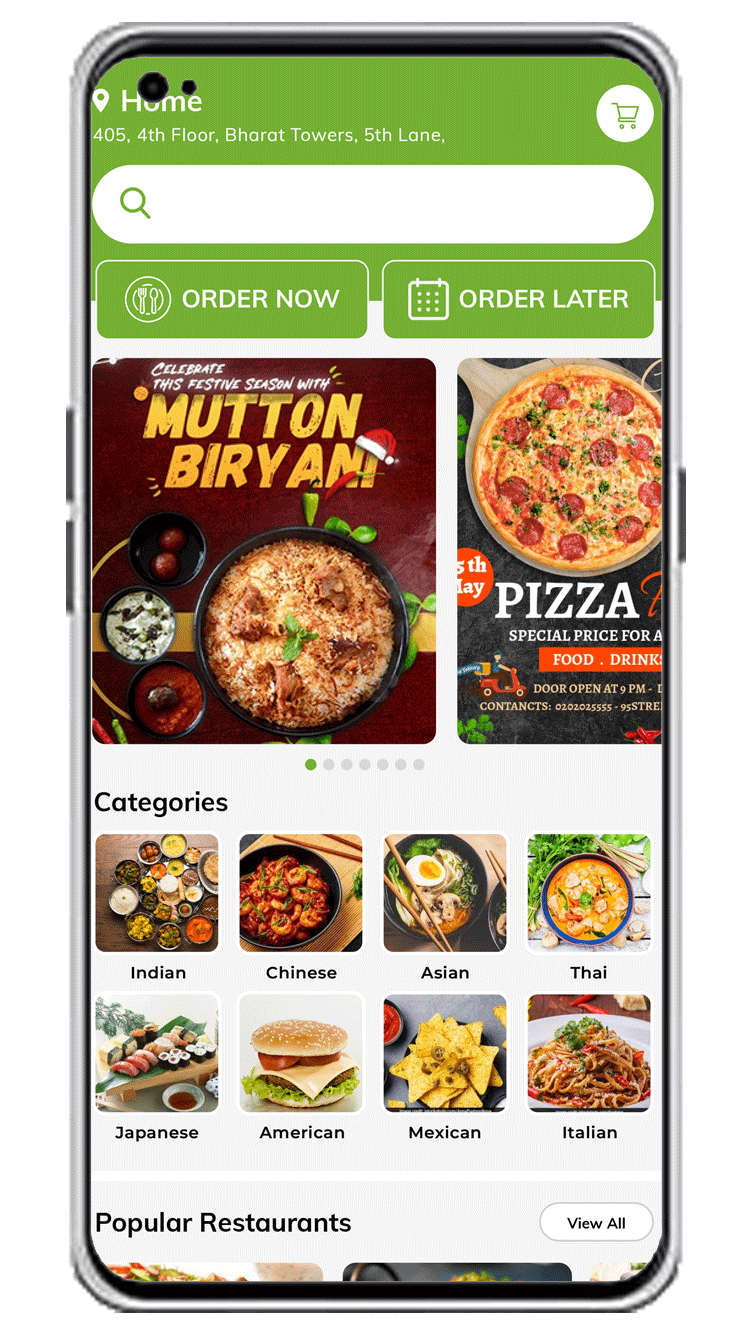 Home
405, 4th Floor, Bharat Towers, 5th Lane,
ORDER NOW
ORDER LATER
CELEBRATE
THIS FESTIVE SEASON WITH
MUTTON
BIRYANI
5th
May
PIZZA
SPECIAL PRICE FOR A
FOOD . DRINKS
DOOR OPEN AT 9 PM -
CONTANCTS: 0202025555 - 95STRE
Categories
Indian
Chinese
Asian
Thai
Japanese
American
Mexican
Italian
Popular Restaurants
View All